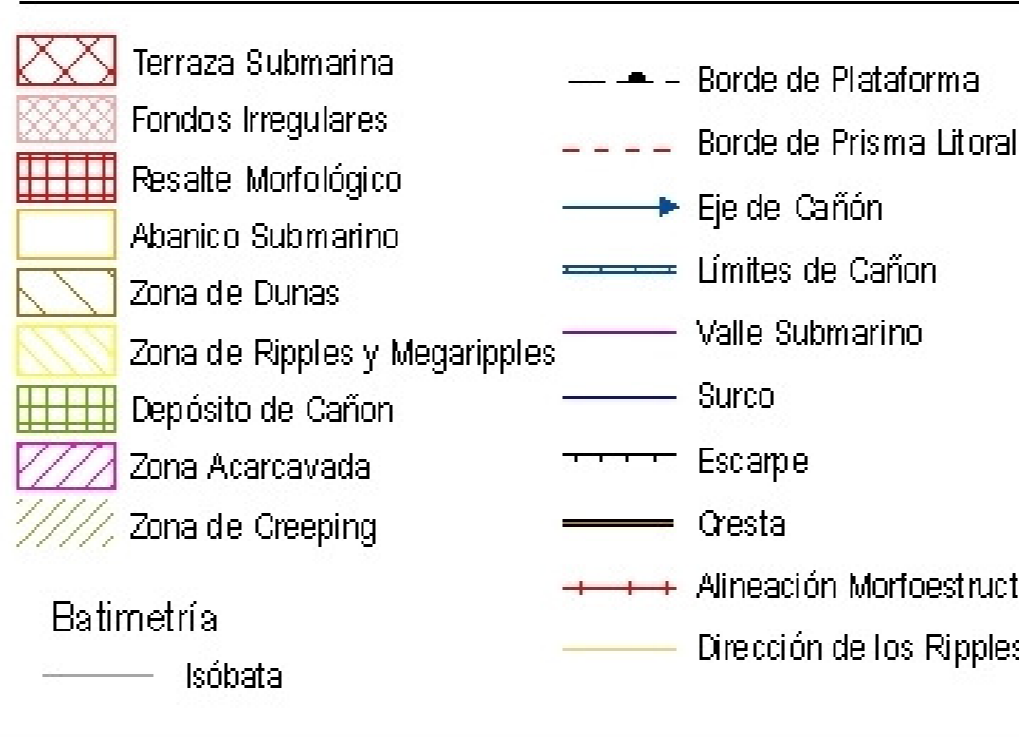 Terraza Submarina
Fondos Irregulares
Resalte Morfológico
Abanico Submarino
Zona de Dunas
Zona de Ripples y Megaripples
Depósito de Cañon
Zona Acarcavada
Zona de Creeping
Batimetría
Isóbata
Borde de Plataforma
Borde de Prisma Litoral
Eje de Cañón
Límites de Cañon
Valle Submarino
Surco
Escarpe
Cresta
Alineación Morfoestruct
Dirección de los Ripples